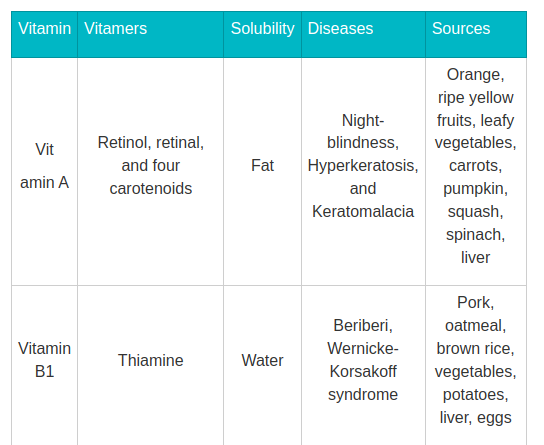 Vitamin Vitamers Solubility Diseases Sources
Vit
amin A
Retinol, retinal,
and four
carotenoids
Fat
Night-
blindness,
Hyperkeratosis,
and
Keratomalacia
Orange,
ripe yellow
fruits, leafy
vegetables,
carrots,
pumpkin,
squash,
spinach,
liver
Vitamin
B1
Thiamine
Water
Beriberi,
Wernicke-
Korsakoff
syndrome
Pork,
oatmeal,
brown rice,
vegetables,
potatoes,
liver, eggs